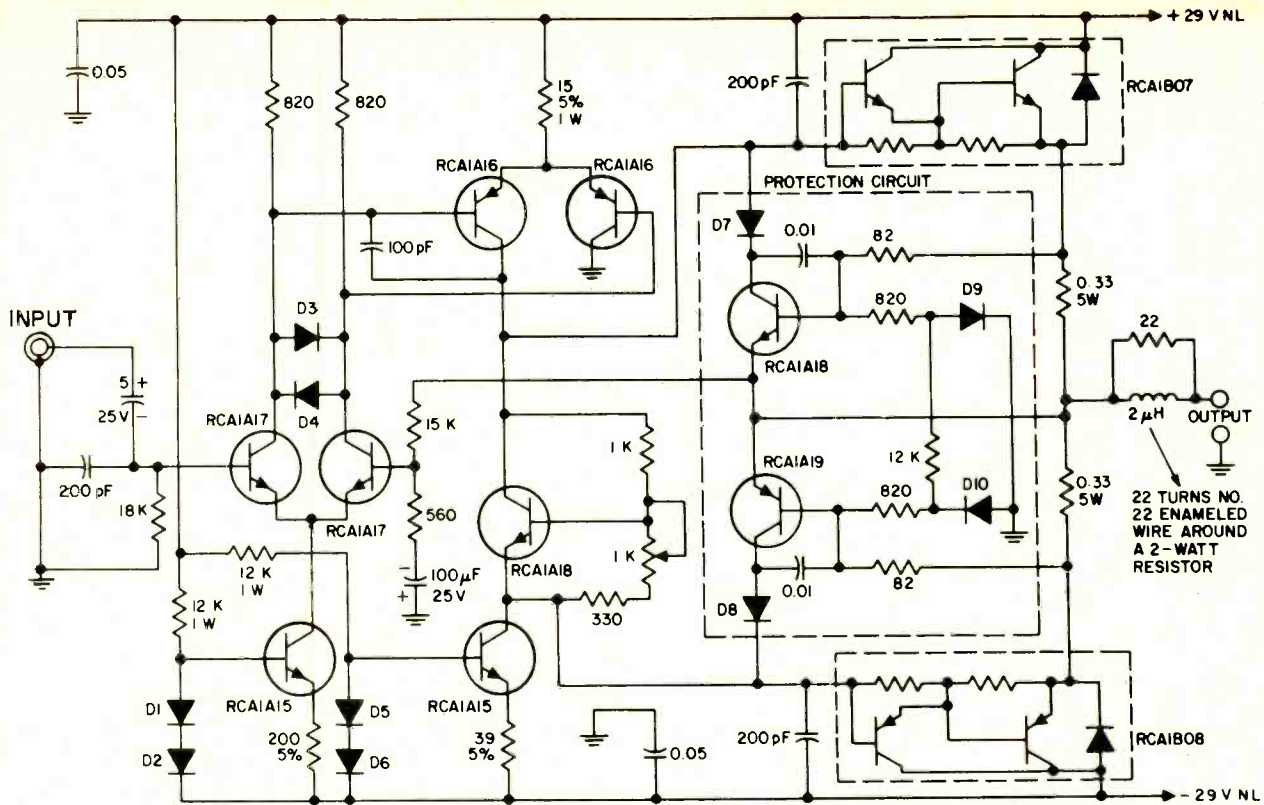 + 29 V NL
0.05
820
820
15
5%
1 W
200 pF
RCA1B07
RCA1A16
RCA1A16
PROTECTION CIRCUIT
100 pF
D7
0.01
82
0.33
5W
INPUT
D3
820
D9
22
5 +
25V -
D4
RCA1A18
RCA1A17
15 K
1 K
2 μH
OUTPUT
RCA1A19
12 K
200 pF
D10
0.33
5W
18K
RCA1A17
560
820
22 TURNS NO.
22 ENAMELED
WIRE AROUND
A 2-WATT
RESISTOR
12 K
1 W
-
100 μF
+ 25 V
RCA1A18
1 K
0.01
82
12 K
1 W
330
D8
D1
RCA1A15
D5
RCA1A15
D2
200
5%
D6
39
5%
0.05
200 pF
RCA1B08
- 29 V NL